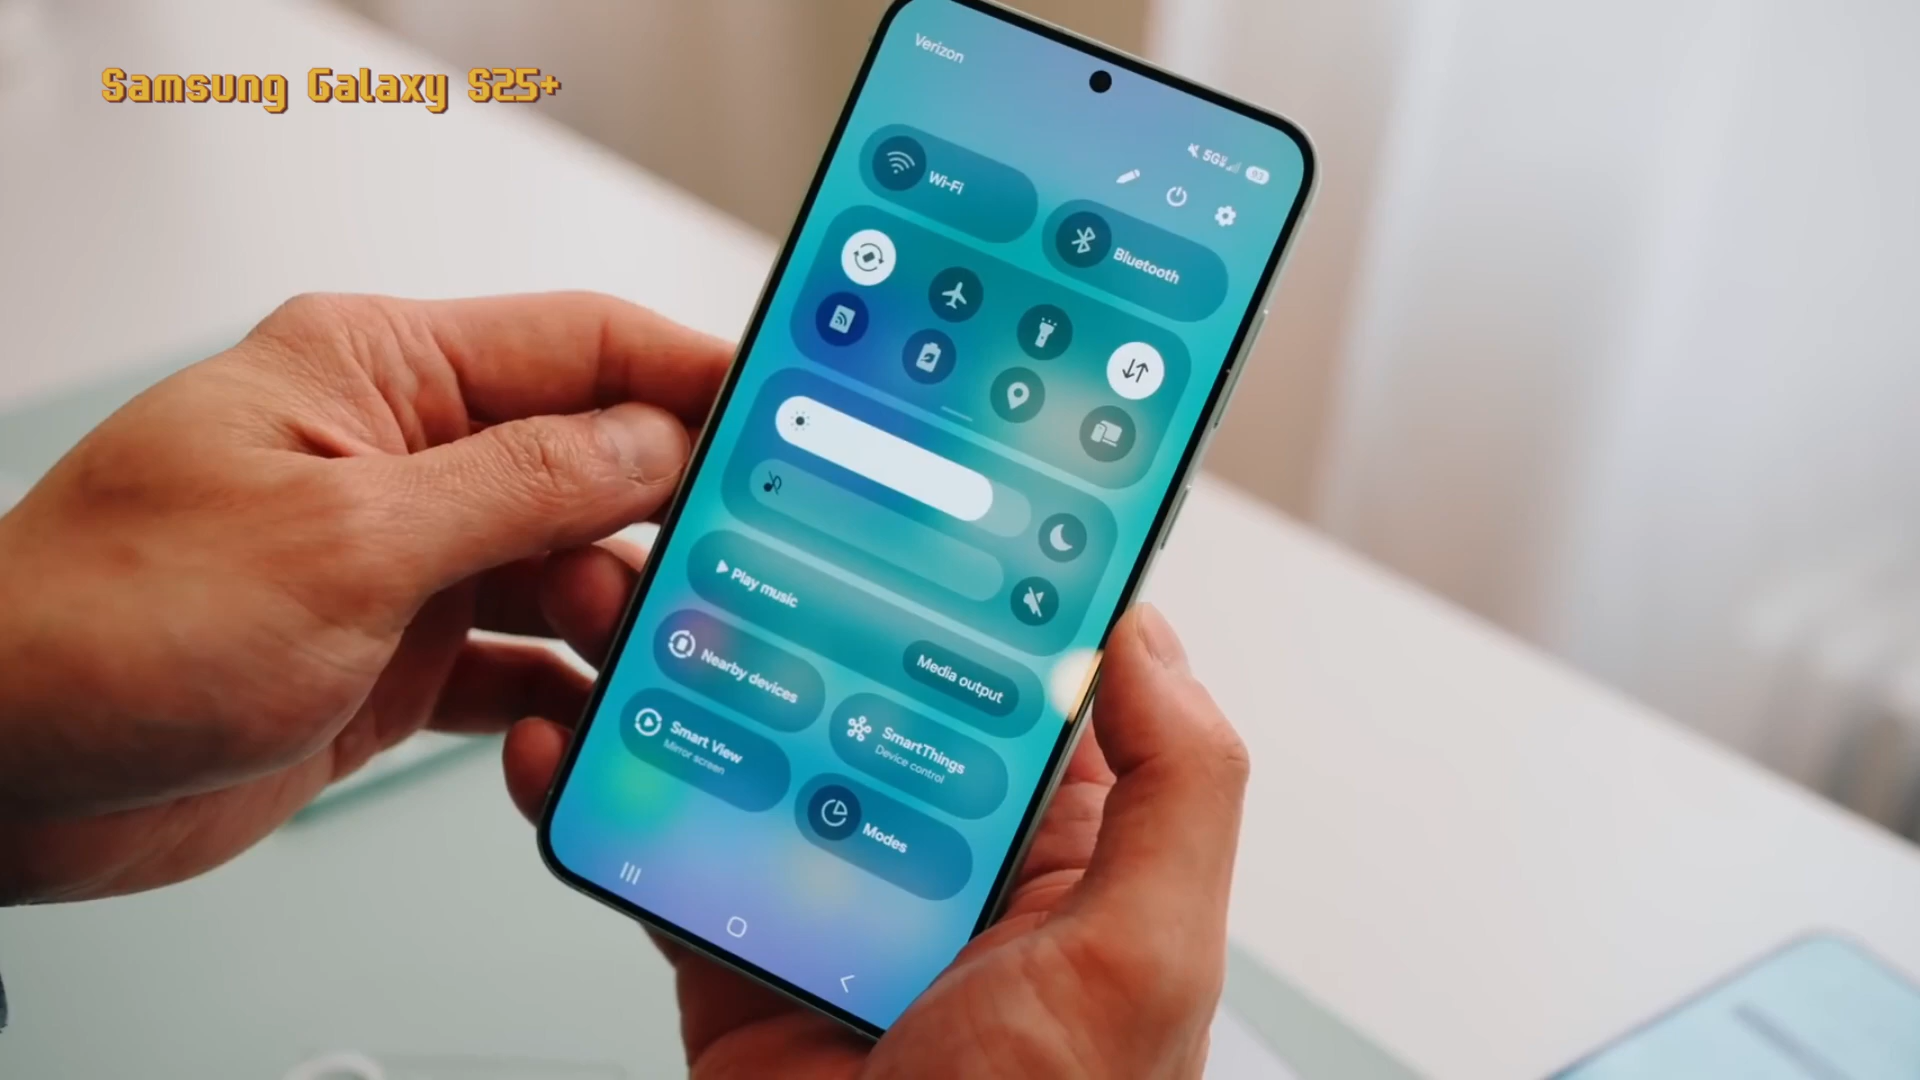 Samsung Galaxy S25+
Verizon
5G
Wi-Fi
Bluetooth
Play music
Media output
Nearby devices
SmartThings
Device control
Smart View
Mirror screen
Modes